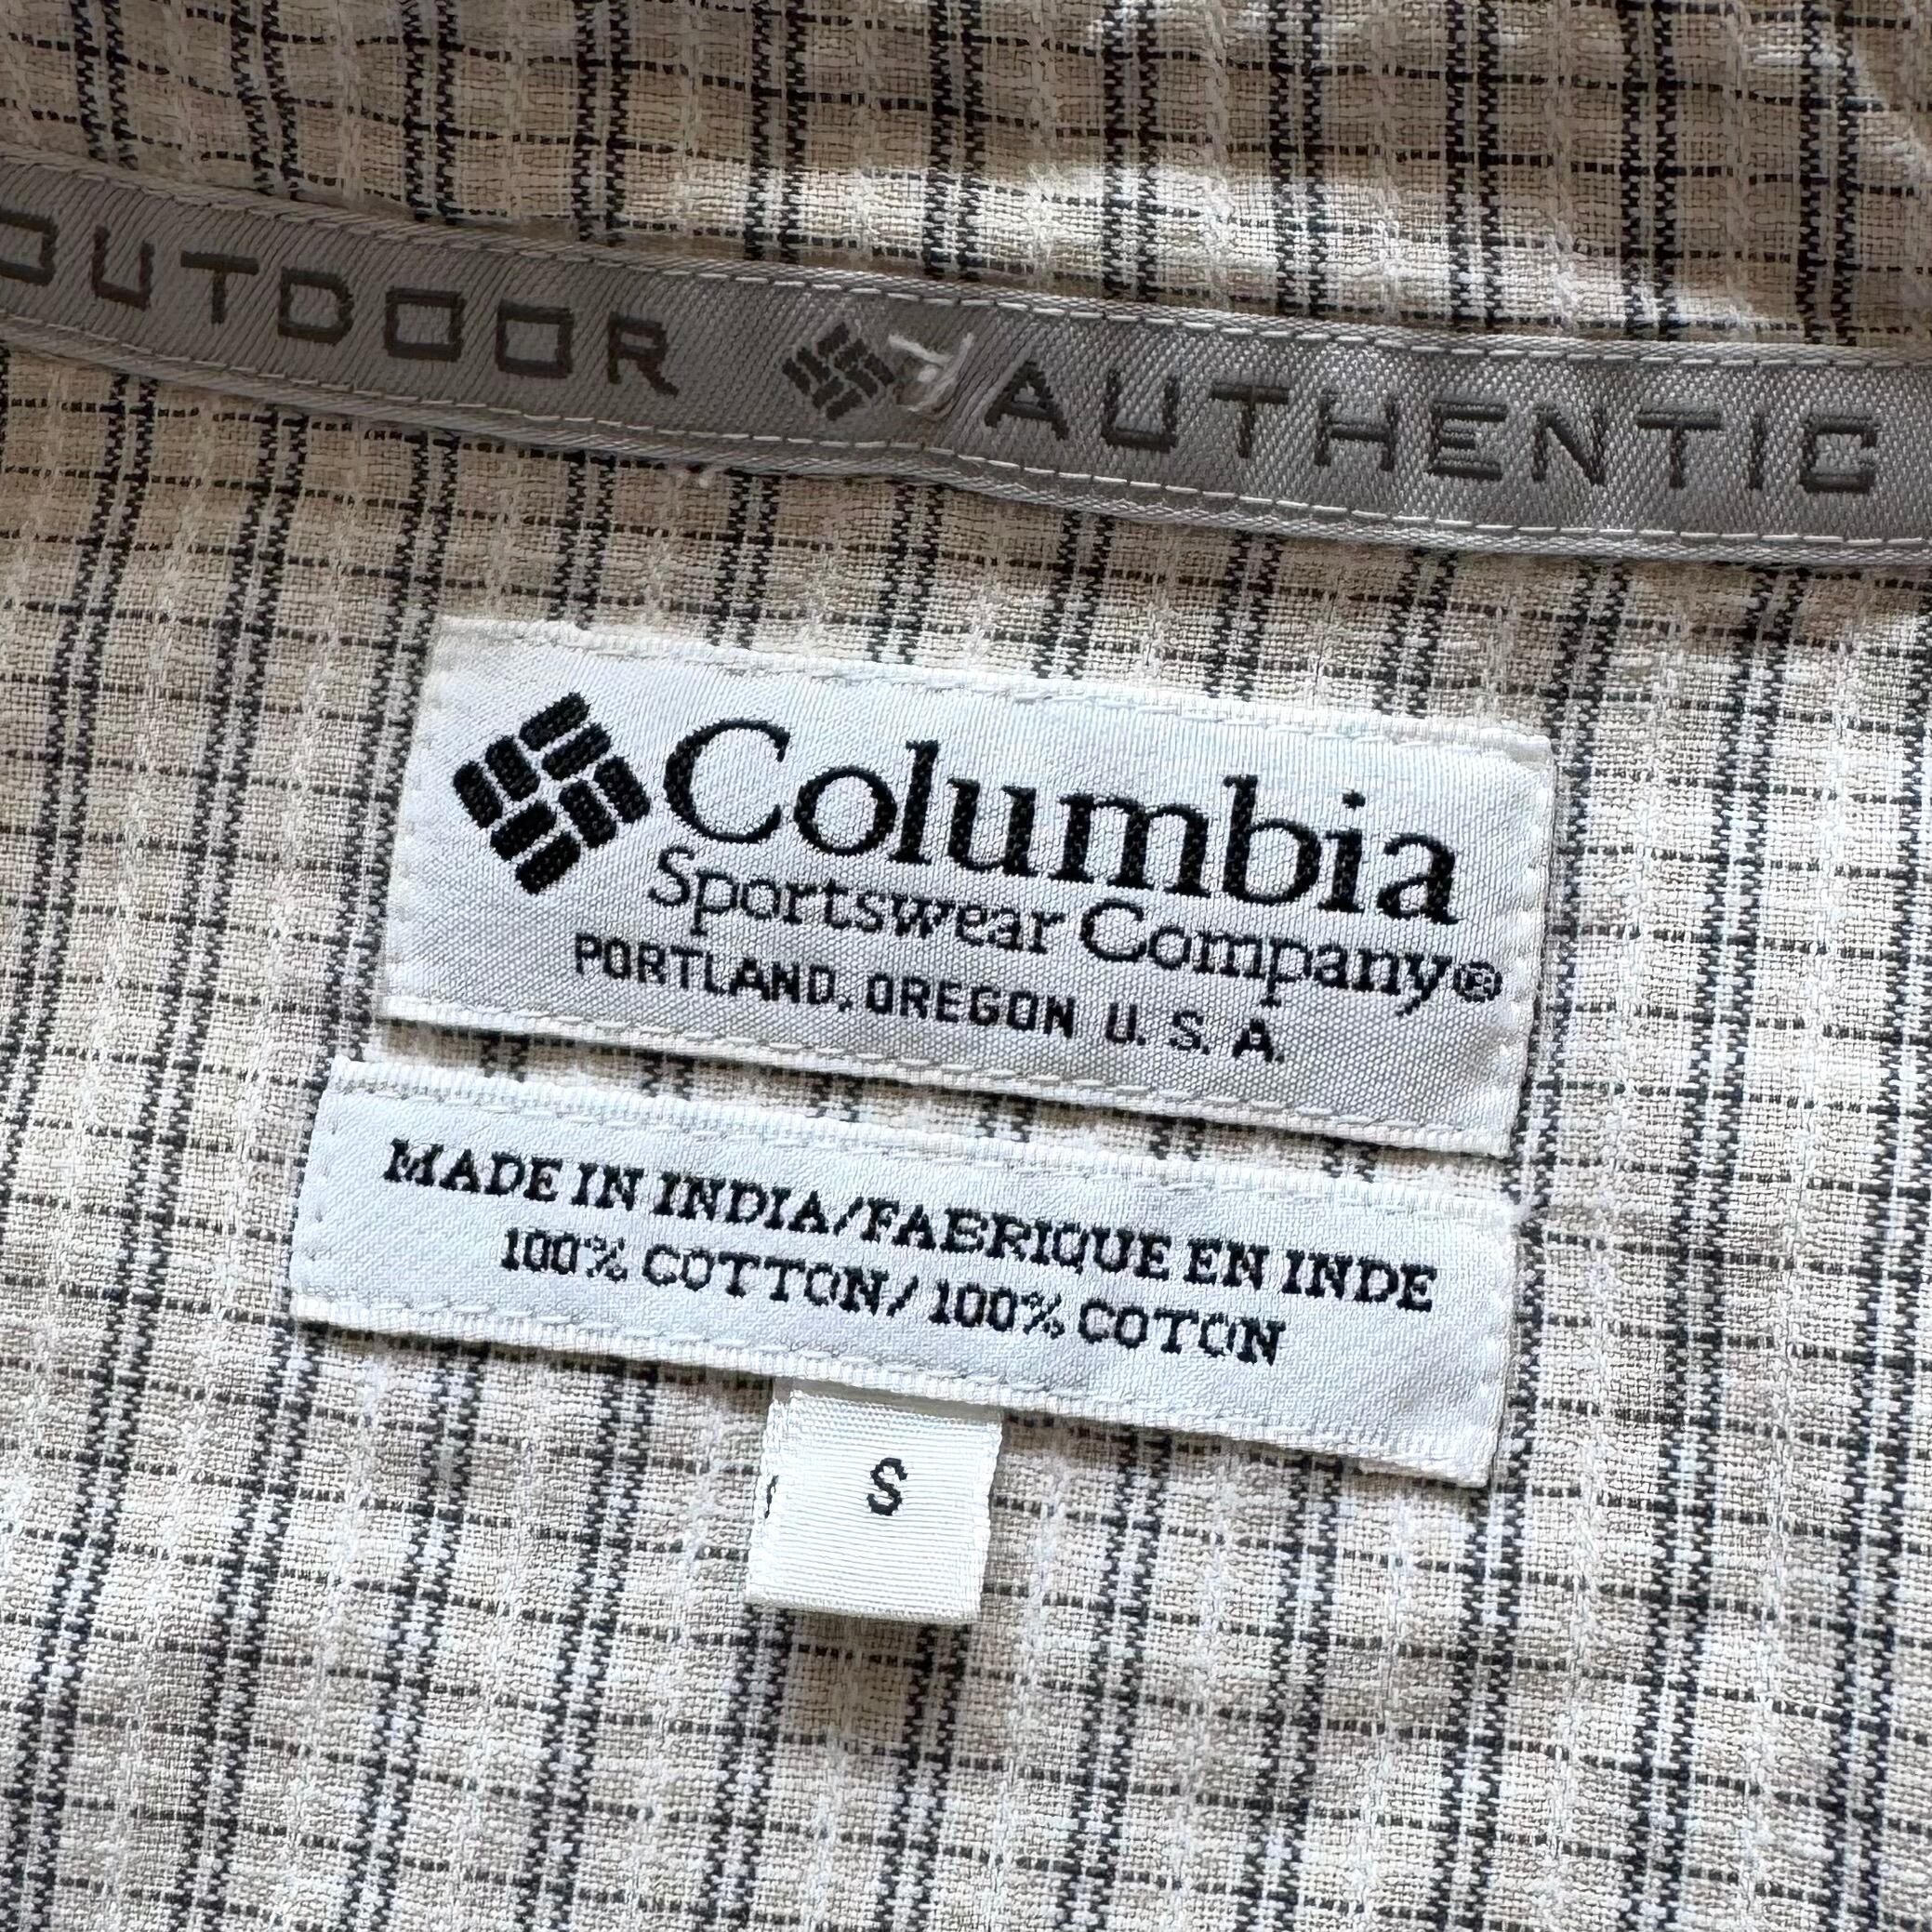 OUTDOOR AUTHENTIC
Columbia
Sportswear Company®
PORTLAND, OREGON U.S.A.
MADE IN INDIA/FABRIQUE EN INDE
100% COTTON/100% COTON
S